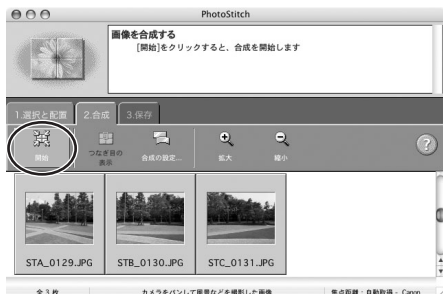 PhotoStitch
画像を合成する
[開始]をクリックすると、合成を開始します
1.選択と配置 2.合成 3.保存
開始 つなぎ目の表示 合成の設定... 拡大 縮小 ?
STA_0129.JPG STB_0130.JPG STC_0131.JPG
全 3 枚 カメラをパンして風景などを撮影した画像 焦点距離 : 自動取得 - Canon